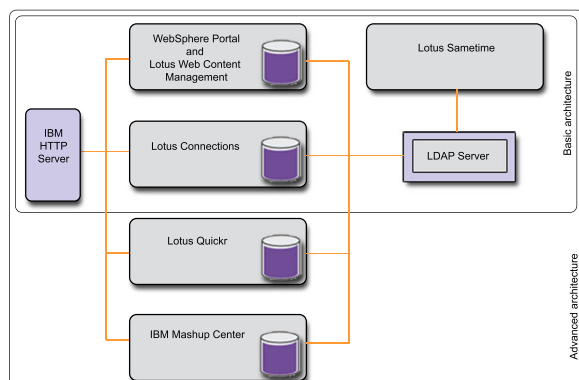 WebSphere Portal
and
Lotus Web Content
Management
Lotus Sametime
IBM
HTTP
Server
Lotus Connections
LDAP Server
Basic architecture
Lotus Quickr
IBM Mashup Center
Advanced architecture